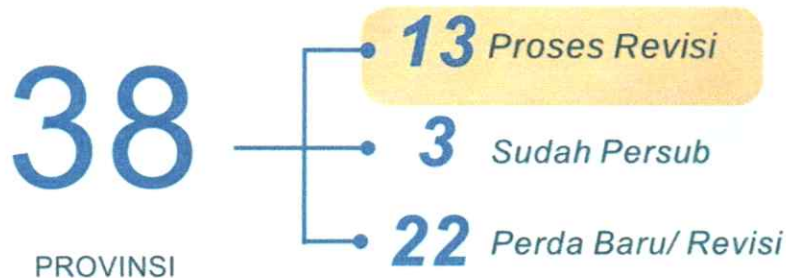 38
PROVINSI
13 Proses Revisi
3 Sudah Persub
22 Perda Baru/ Revisi